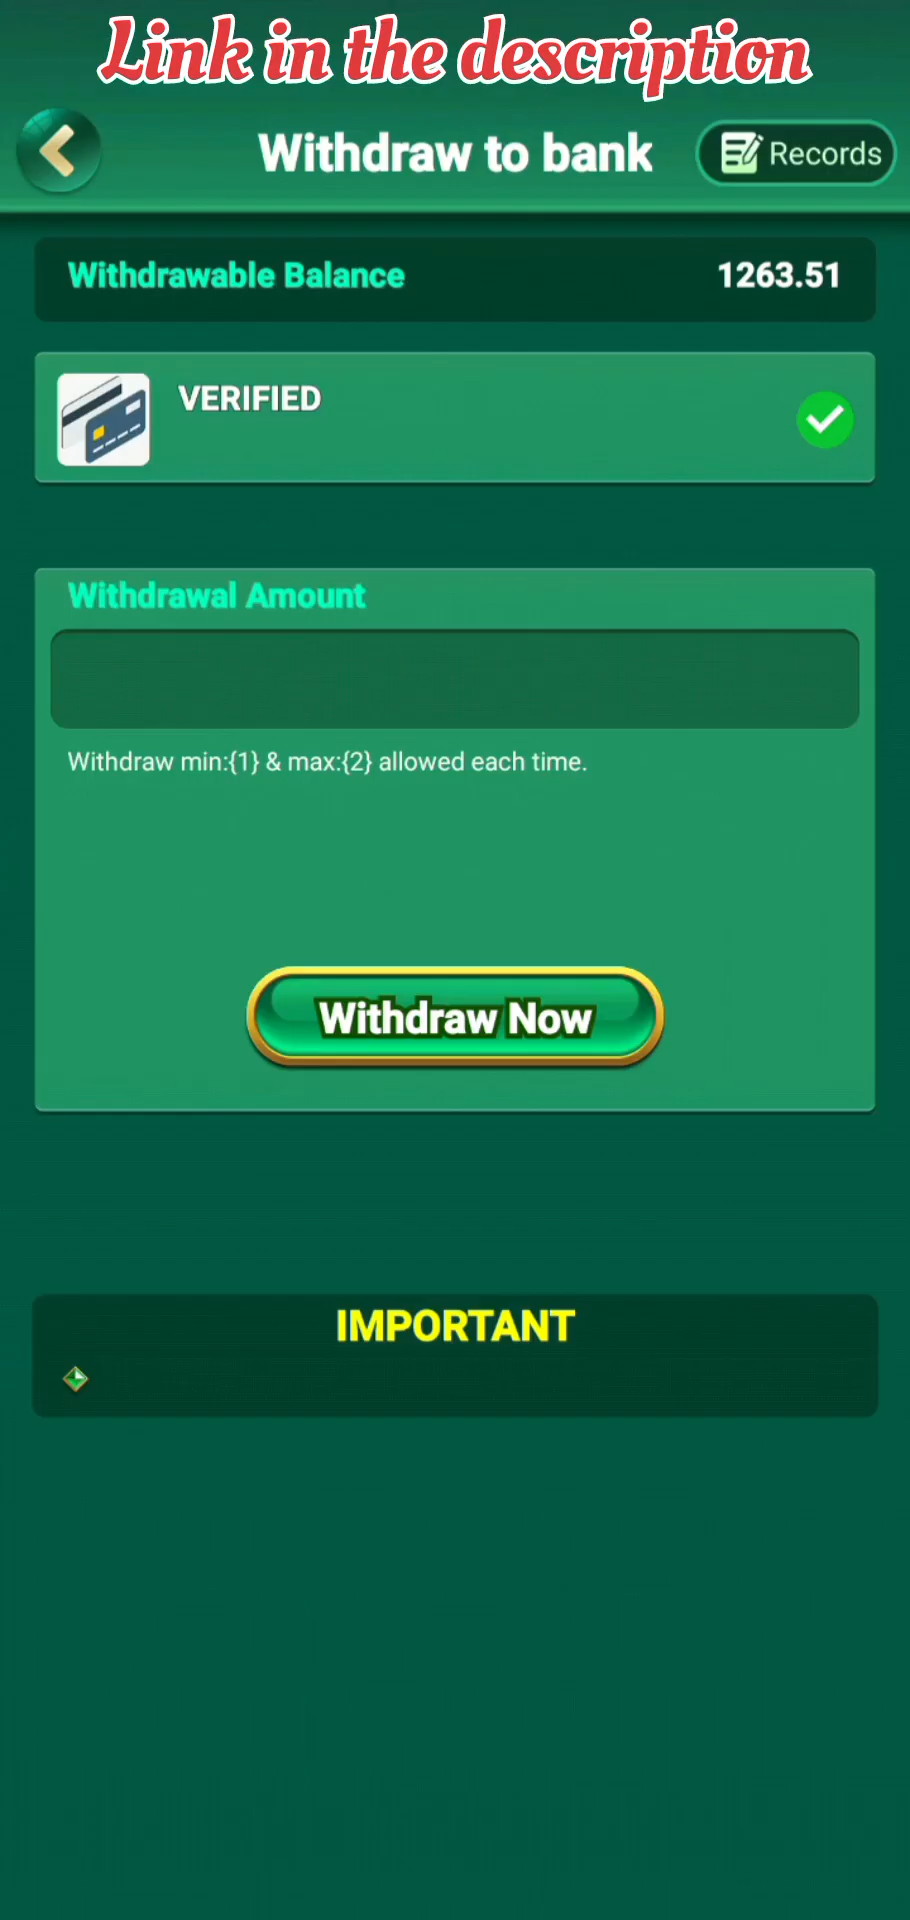 Link in the description
Withdraw to bank
Records
Withdrawable Balance
1263.51
VERIFIED
Withdrawal Amount
Withdraw min:{1} & max:{2} allowed each time.
Withdraw Now
IMPORTANT